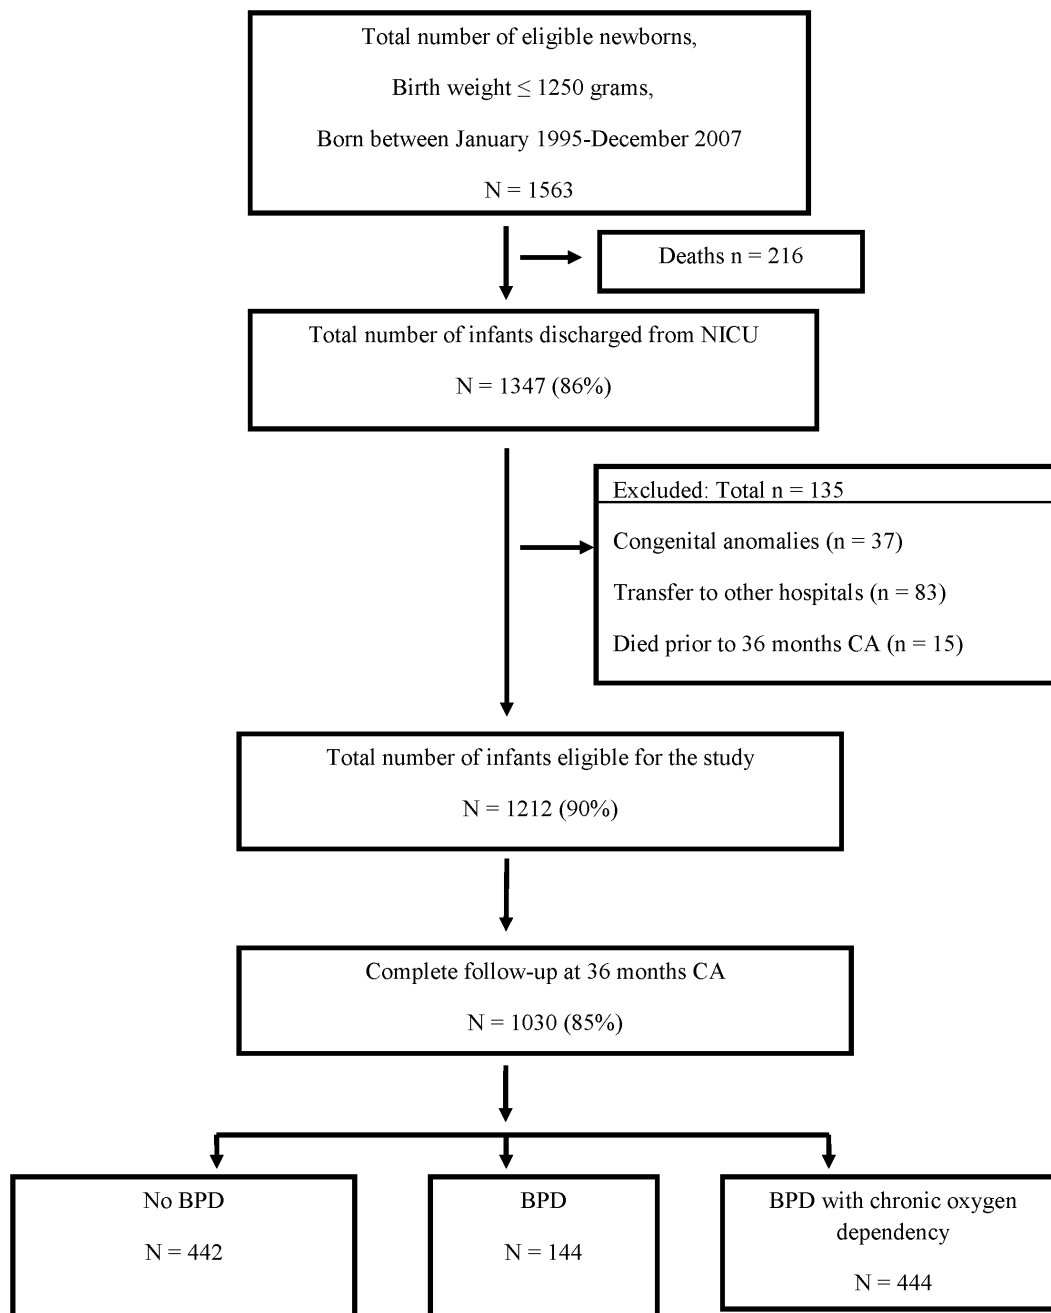 Total number of eligible newborns,
Birth weight ≤ 1250 grams,
Born between January 1995-December 2007
N = 1563
Deaths n = 216
Total number of infants discharged from NICU
N = 1347 (86%)
Excluded: Total n = 135
Congenital anomalies (n = 37)
Transfer to other hospitals (n = 83)
Died prior to 36 months CA (n = 15)
Total number of infants eligible for the study
N = 1212 (90%)
Complete follow-up at 36 months CA
N = 1030 (85%)
No BPD
N = 442
BPD
N = 144
BPD with chronic oxygen
dependency
N = 444